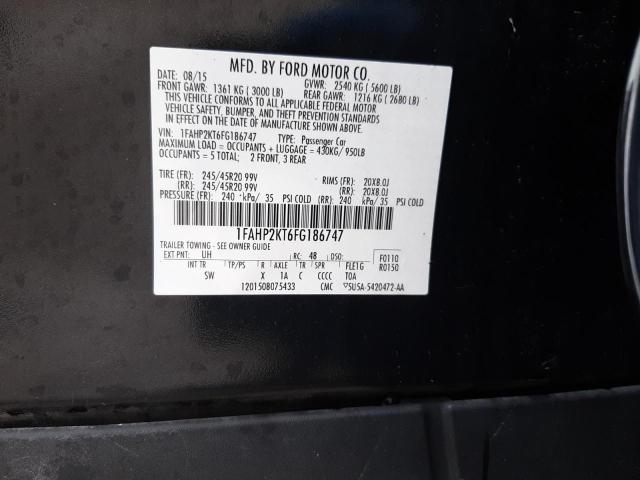 MFD. BY FORD MOTOR CO.
DATE: 08/15 GVWR: 2540 KG ( 5600 LB)
FRONT GAWR: 1361 KG ( 3000 LB) REAR GAWR: 1216 KG ( 2680 LB)
THIS VEHICLE CONFORMS TO ALL APPLICABLE FEDERAL MOTOR
VEHICLE SAFETY, BUMPER, AND THEFT PREVENTION STANDARDS
IN EFFECT ON THE DATE OF MANUFACTURE SHOWN ABOVE.
VIN: 1FAHP2KT6FG186747 TYPE: Passenger Car
MAXIMUM LOAD = OCCUPANTS + LUGGAGE = 430KG/950LB
OCCUPANTS = 5 TOTAL; 2 FRONT, 3 REAR
TIRE (FR): 245/45R20 99V RIMS (FR): 20X8.0J
(RR): 245/45R20 99V (RR): 20X8.0J
PRESSURE (FR): 240 kPa/ 35 PSI COLD (RR): 240 kPa/ 35 PSI COLD
1FAHP2KT6FG186747
TRAILER TOWING - SEE OWNER GUIDE
EXT PNT: UH RC: 48 DSO: F0110
R0150
INT TR TP/PS R AXLE TR SPR FLE1G
SW X 1A C CCCC TOA
1201508075433 CMC 5U5A-5420472-AA